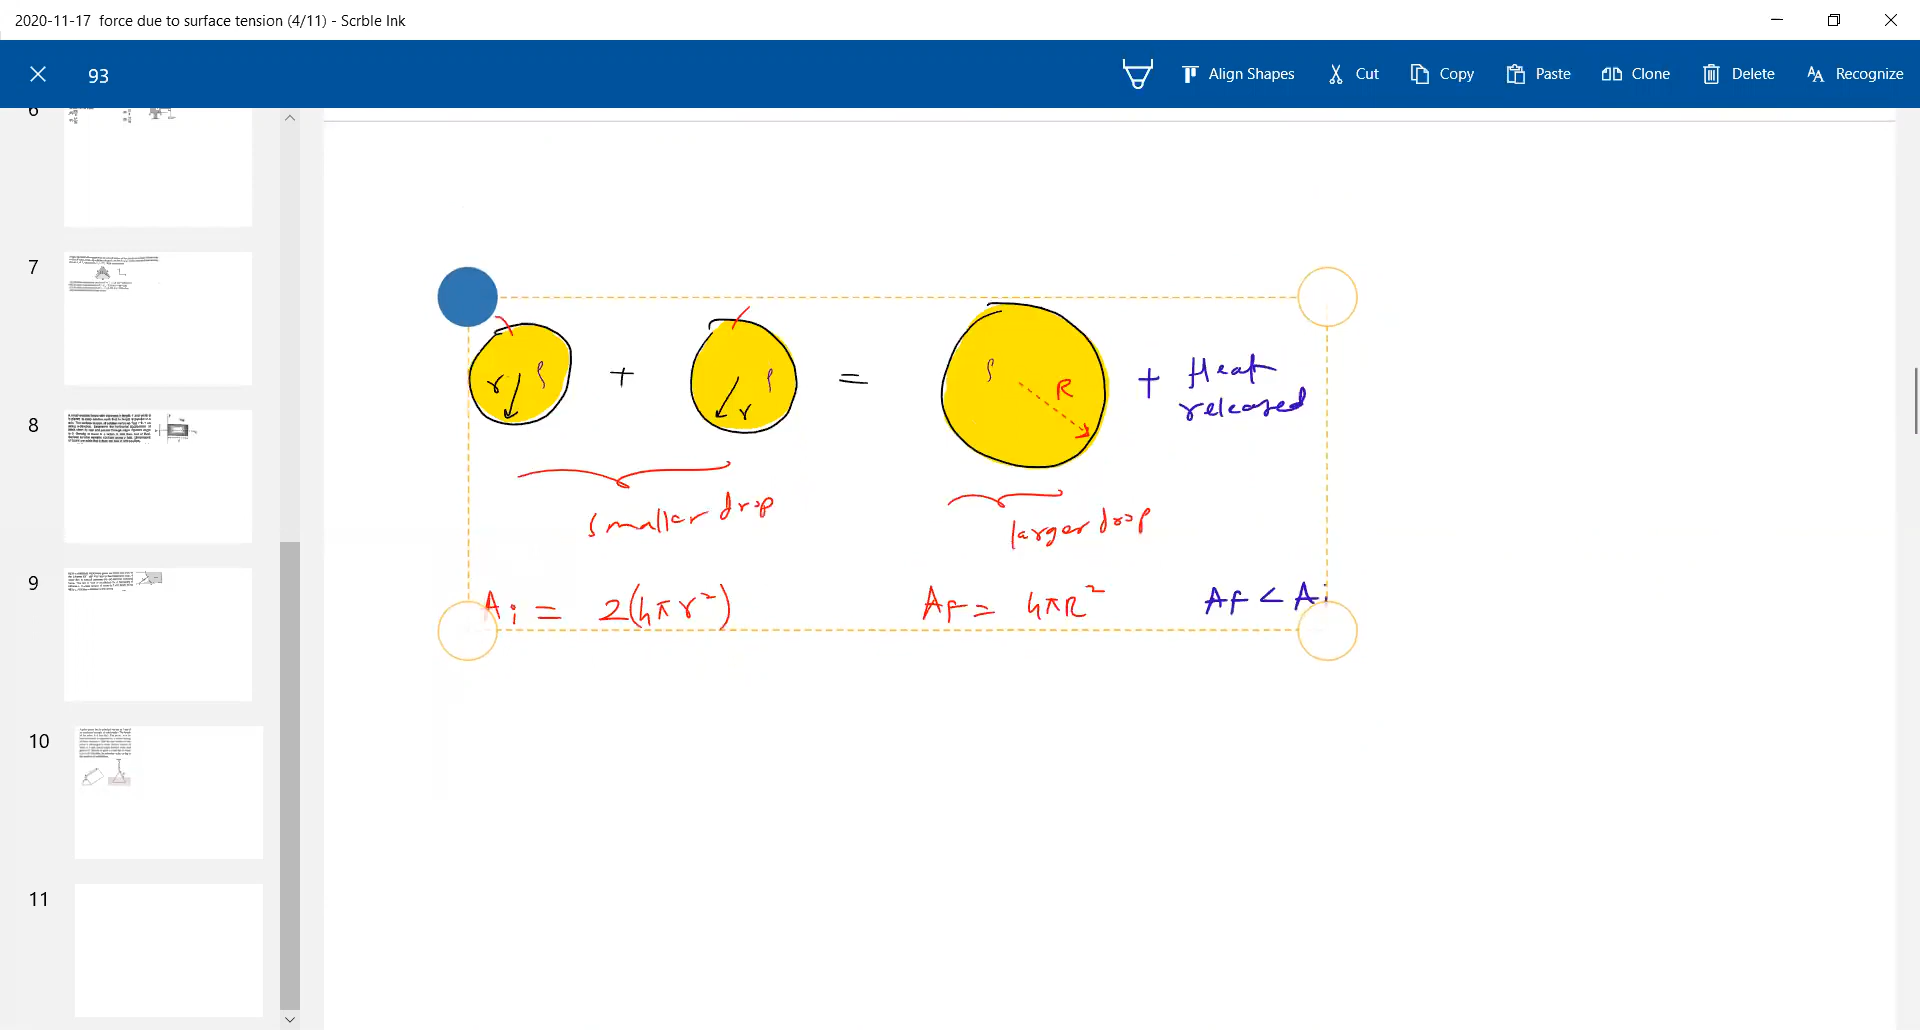 2020-11-17 force due to surface tension (4/11) - Scrble Ink
93
Align Shapes
Cut
Copy
Paste
Clone
Delete
Recognize
6
7
8
9
10
11
r ρ + ρ r = ρ R + Heat
released
smaller drop
larger drop
Ai = 2(4πr²) AF = 4πR² AF < Ai